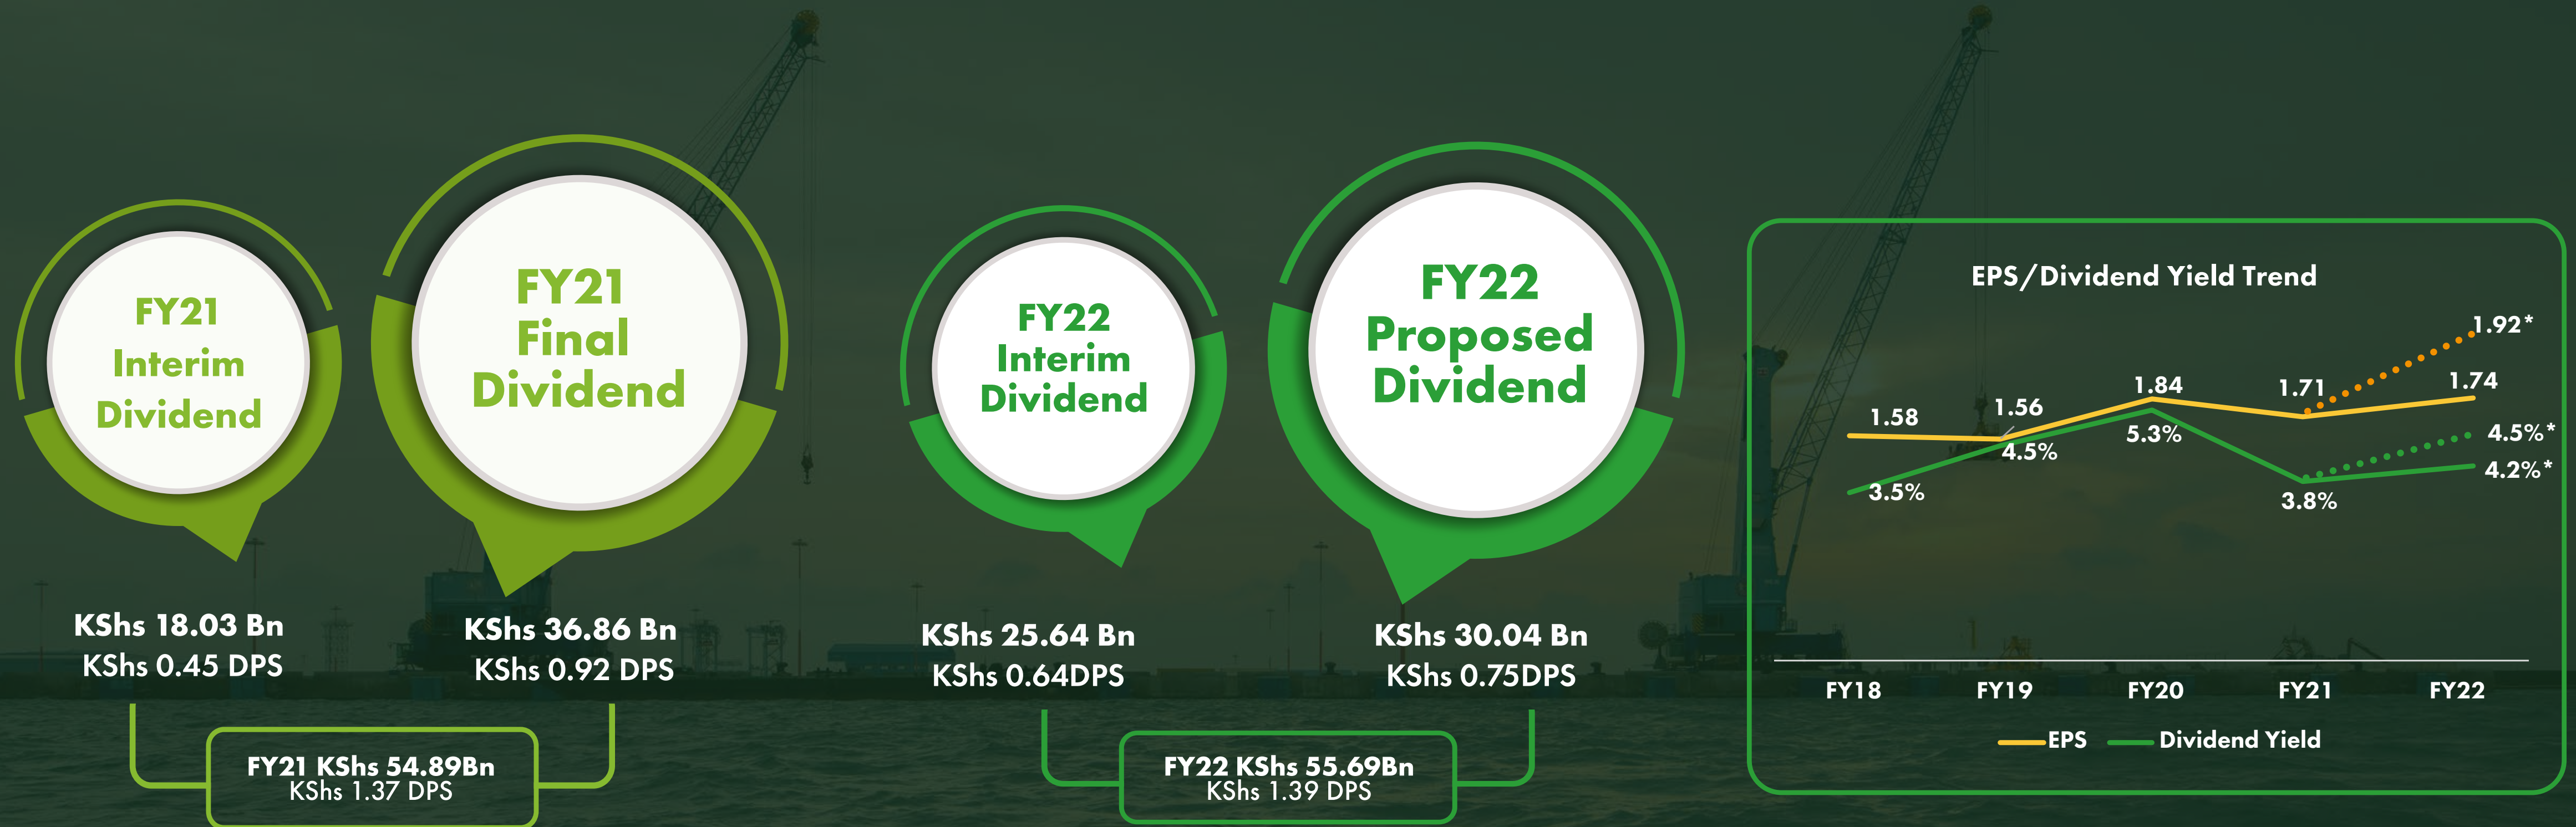 FY21
Interim
Dividend
KShs 18.03 Bn
KShs 0.45 DPS
FY21
Final
Dividend
KShs 36.86 Bn
KShs 0.92 DPS
FY21 KShs 54.89Bn
KShs 1.37 DPS
FY22
Interim
Dividend
KShs 25.64 Bn
KShs 0.64DPS
FY22
Proposed
Dividend
KShs 30.04 Bn
KShs 0.75DPS
FY22 KShs 55.69Bn
KShs 1.39 DPS
EPS/Dividend Yield Trend
1.58
1.56
1.84
1.71
1.92*
1.74
3.5%
4.5%
5.3%
3.8%
4.5%*
4.2%*
FY18 FY19 FY20 FY21 FY22
EPS Dividend Yield